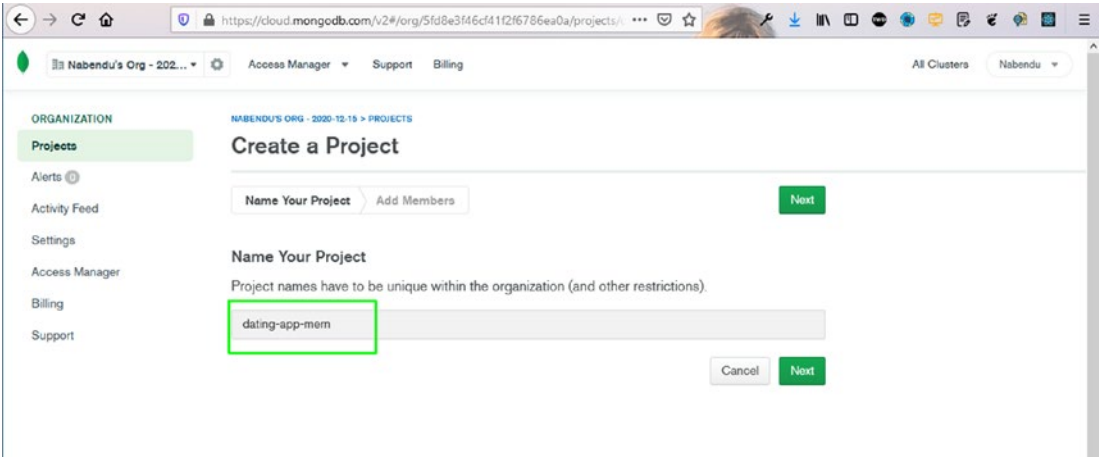 https://cloud.mongodb.com/v2#/org/5fd8e3f46cf41f2f6786ea0a/projects/
Nabendu's Org - 202... Access Manager Support Billing All Clusters Nabendu
ORGANIZATION
Projects
Alerts 0
Activity Feed
Settings
Access Manager
Billing
Support
NABENDU'S ORG - 2020-12-15 > PROJECTS
Create a Project
Name Your Project Add Members Next
Name Your Project
Project names have to be unique within the organization (and other restrictions).
dating-app-mern
Cancel Next